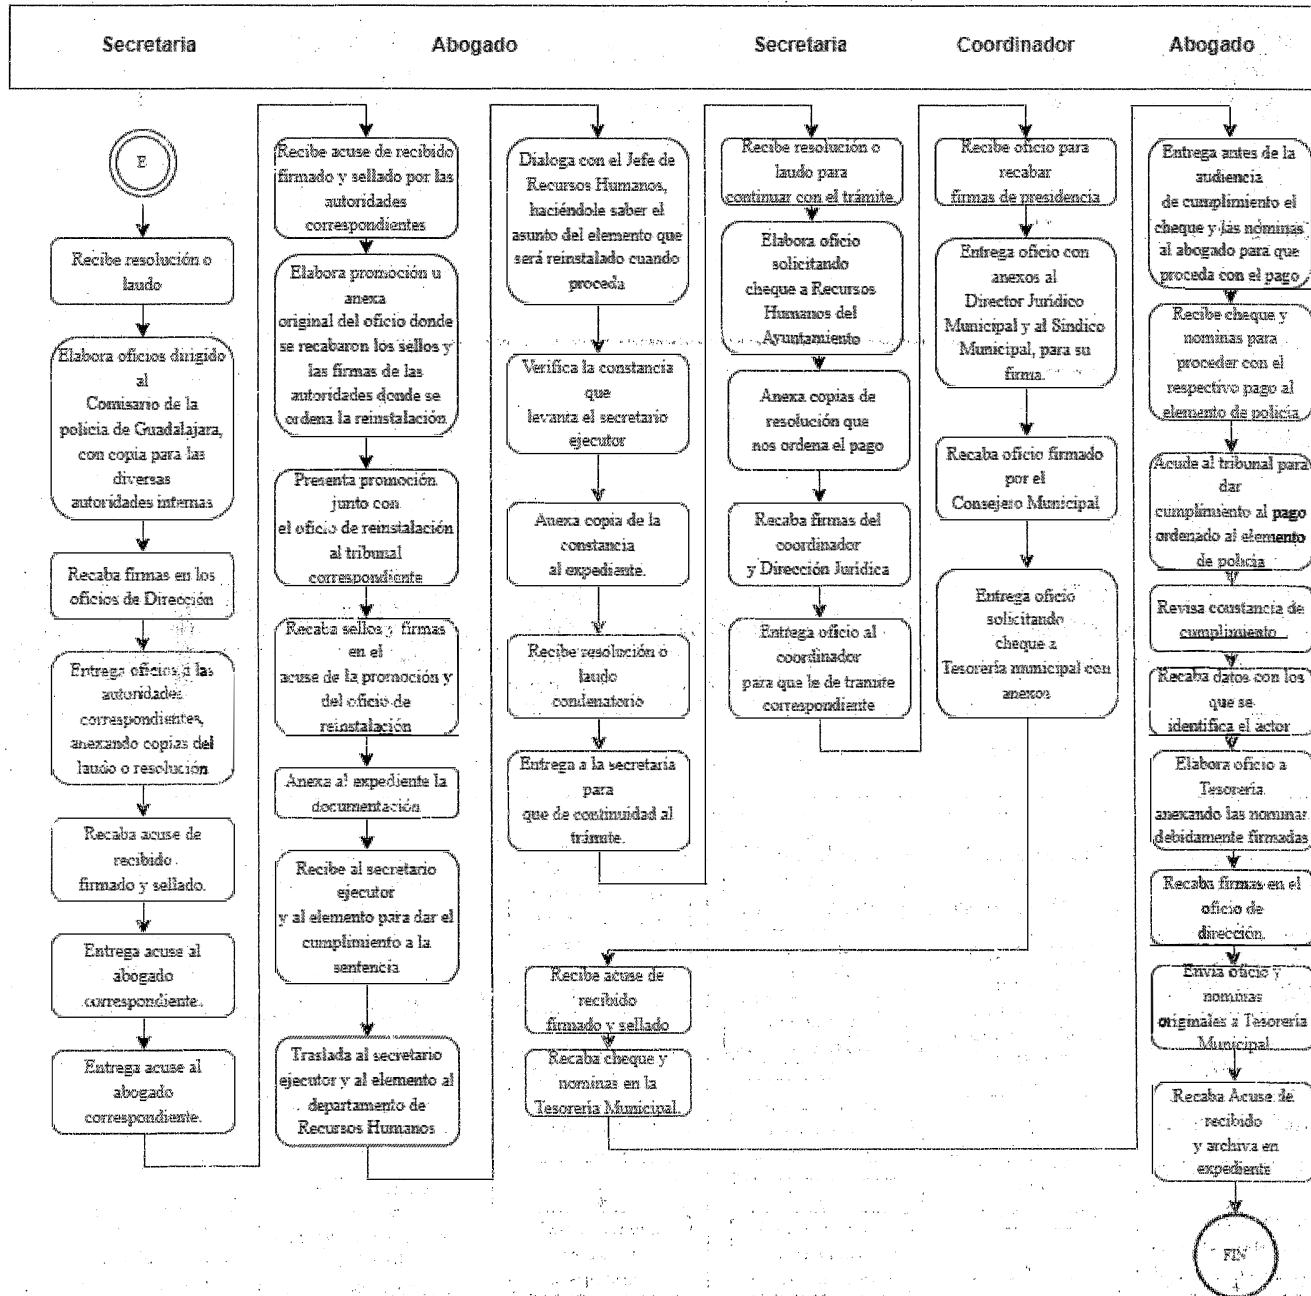 Secretaria
Abogado
Secretaria
Coordinador
Abogado
E
Recibe resolución o
laudo
Elabora oficios dirigido
al
Comisario de la
policía de Guadalajara,
con copia para las
diversas
autoridades internas
Recaba firmas en los
oficios de Dirección
Entrega oficios a las
autoridades
correspondientes,
anexando copias del
laudo o resolución
Recaba acuse de
recibido
firmado y sellado.
Entrega acuse al
abogado
correspondiente.
Entrega acuse al
abogado
correspondiente.
Recibe acuse de recibido
firmado y sellado por las
autoridades
correspondientes
Elabora promoción u
anexa
original del oficio donde
se recabaron los sellos y
las firmas de las
autoridades donde se
ordena la reinstalación
Presenta promoción
junto con
el oficio de reinstalación
al tribunal
correspondiente
Recaba sellos y firmas
en el
acuse de la promoción y
del oficio de
reinstalación
Anexa al expediente la
documentación
Recibe al secretario
ejecutor
y al elemento para dar el
cumplimiento a la
sentencia
Traslada al secretario
ejecutor y al elemento al
departamento de
Recursos Humanos
Dialoga con el Jefe de
Recursos Humanos,
haciéndole saber el
asunto del elemento que
será reinstalado cuando
proceda
Verifica la constancia
que
levanta el secretario
ejecutor
Anexa copia de la
constancia
al expediente.
Recibe resolución o
laudo
condenatorio
Entrega a la secretaria
para
que de continuidad al
trámite.
Recibe acuse de
recibido
firmado y sellado
Recaba cheque y
nominas en la
Tesorería Municipal.
Recibe resolución o
laudo para
continuar con el trámite.
Elabora oficio
solicitando
cheque a Recursos
Humanos del
Ayuntamiento
Anexa copias de
resolución que
nos ordena el pago
Recaba firmas del
coordinador
y Dirección Jurídica
Entrega oficio al
coordinador
para que le de tramite
correspondiente
Recibe oficio para
recabar
firmas de presidencia
Entrega oficio con
anexos al
Director Jurídico
Municipal y al Sindico
Municipal, para su
firma.
Recaba oficio firmado
por el
Consejero Municipal
Entrega oficio
solicitando
cheque a
Tesorería municipal con
anexos
Entrega antes de la
audiencia
de cumplimiento el
cheque y las nóminas
al abogado para que
proceda con el pago
Recibe cheque y
nominas para
proceder con el
respectivo pago al
elemento de policía
Acude al tribunal para
dar
cumplimiento al pago
ordenado al elemento
de policía
Revisa constancia de
cumplimiento
Recaba datos con los
que se
identifica el actor
Elabora oficio a
Tesorería
anexando las nominas
debidamente firmadas
Recaba firmas en el
oficio de
dirección.
Envía oficio y
nominas
originales a Tesorería
Municipal
Recaba Acuse de
recibido
y archiva en
expediente
FIN